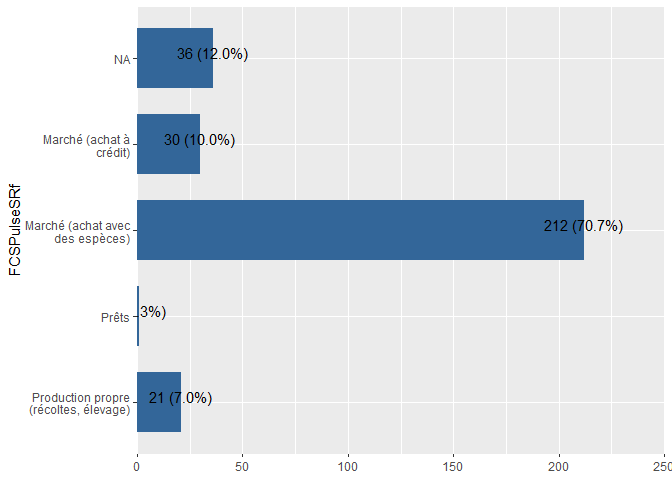 FCSPulseSRf
NA
36 (12.0%)
Marché (achat à
crédit)
30 (10.0%)
Marché (achat avec
des espèces)
212 (70.7%)
Prêts
3%)
Production propre
(récoltes, élevage)
21 (7.0%)
0
50
100
150
200
250